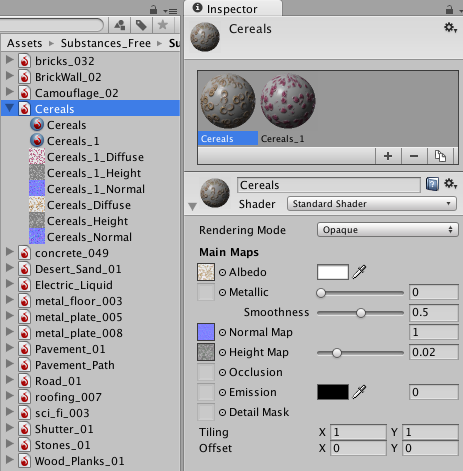 Inspector
Assets ▸ Substances_Free ▸ Su
bricks_032
BrickWall_02
Camouflage_02
Cereals
Cereals
Cereals_1
Cereals_1_Diffuse
Cereals_1_Height
Cereals_1_Normal
Cereals_Diffuse
Cereals_Height
Cereals_Normal
concrete_049
Desert_Sand_01
Electric_Liquid
metal_floor_003
metal_plate_005
metal_plate_008
Pavement_01
Pavement_Path
Road_01
roofing_007
sci_fi_003
Shutter_01
Stones_01
Wood_Planks_01
Cereals
Cereals Cereals_1
Cereals
Shader Standard Shader
Rendering Mode Opaque
Main Maps
Albedo
Metallic 0
Smoothness 0.5
Normal Map 1
Height Map 0.02
Occlusion
Emission 0
Detail Mask
Tiling X 1 Y 1
Offset X 0 Y 0